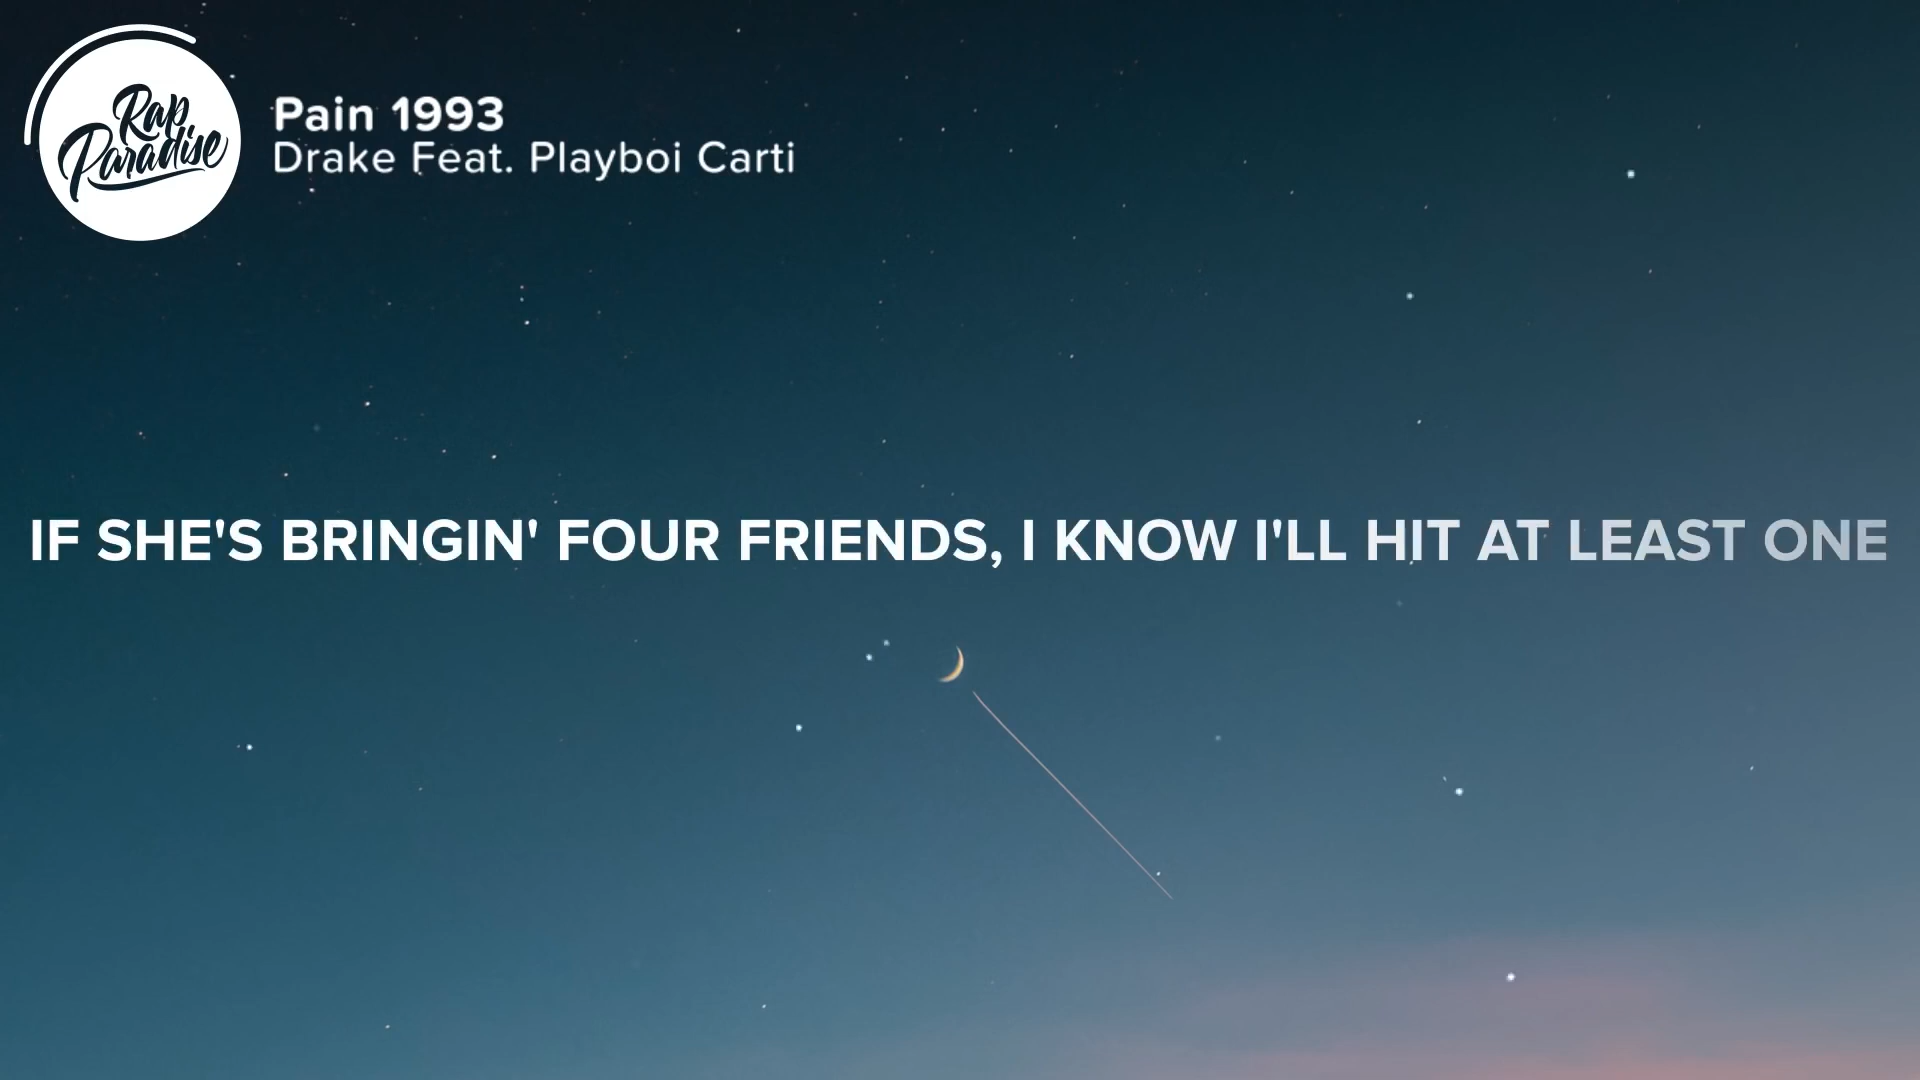 Rap
Paradise
Pain 1993
Drake Feat. Playboi Carti
IF SHE'S BRINGIN' FOUR FRIENDS, I KNOW I'LL HIT AT LEAST ONE